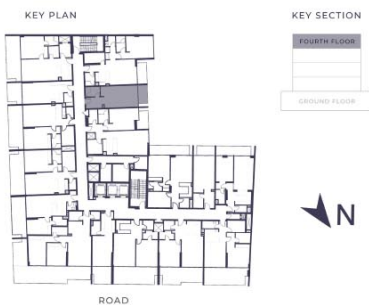 KEY PLAN
KEY SECTION
FOURTH FLOOR
GROUND FLOOR
N
ROAD